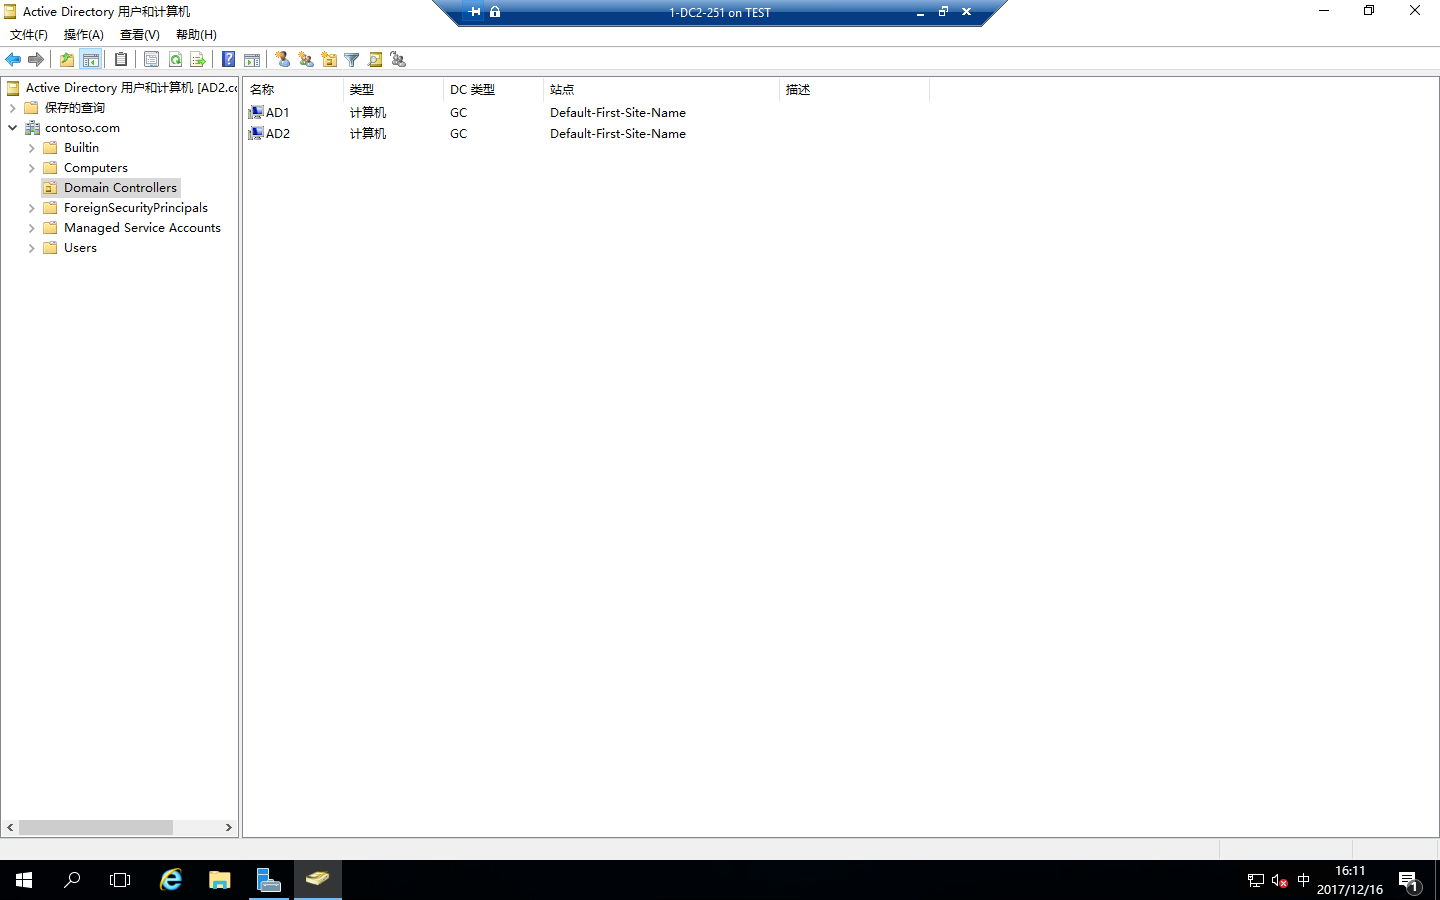 Active Directory 用户和计算机
1-DC2-251 on TEST
文件(F) 操作(A) 查看(V) 帮助(H)
Active Directory 用户和计算机 [AD2.co
保存的查询
contoso.com
Builtin
Computers
Domain Controllers
ForeignSecurityPrincipals
Managed Service Accounts
Users
名称 类型 DC 类型 站点 描述
AD1 计算机 GC Default-First-Site-Name
AD2 计算机 GC Default-First-Site-Name
中
16:11
2017/12/16
1